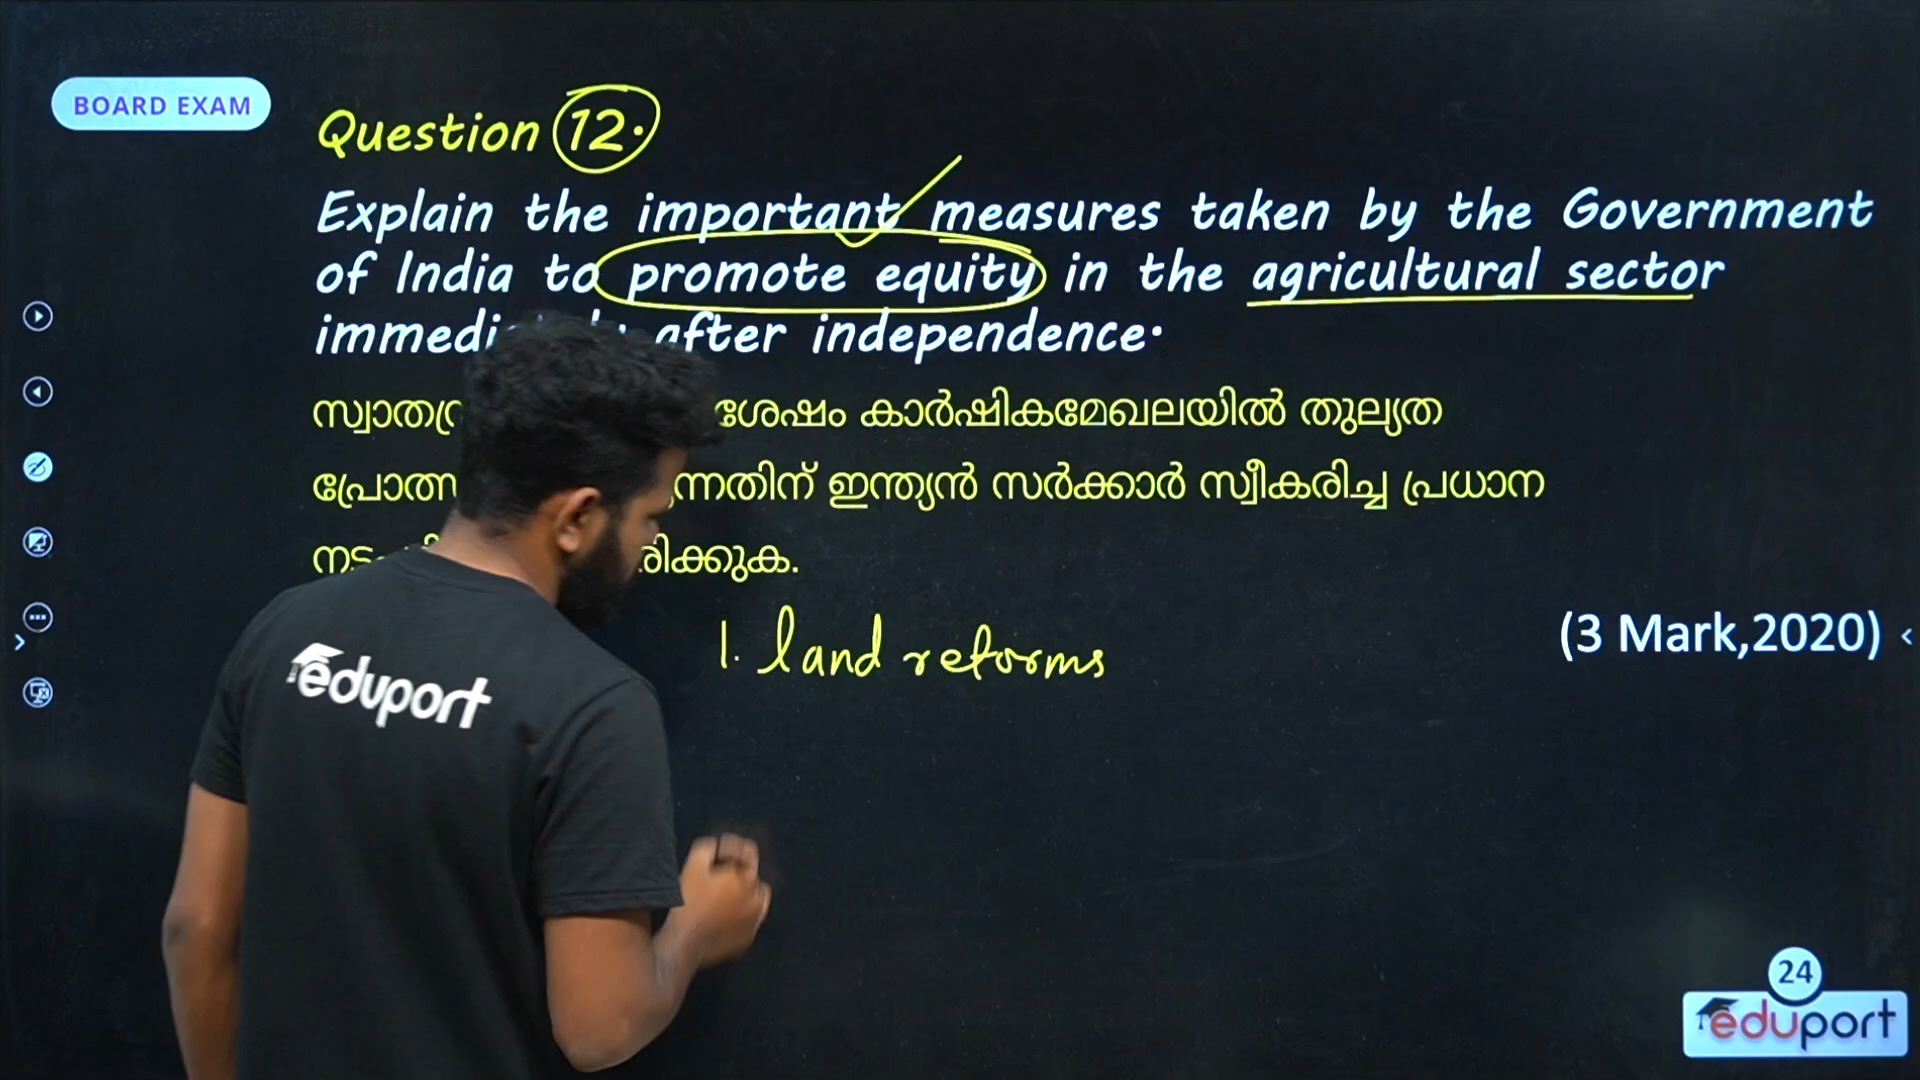 BOARD EXAM
Question 12.
Explain the important measures taken by the Government
of India to promote equity in the agricultural sector
after independence.
ശേഷം കാർഷികമേഖലയിൽ തുല്യത
ഇന്ത്യൻ സർക്കാർ സ്വീകരിച്ച പ്രധാന
1. land reforms
(3 Mark,2020)
eduport
24
eduport